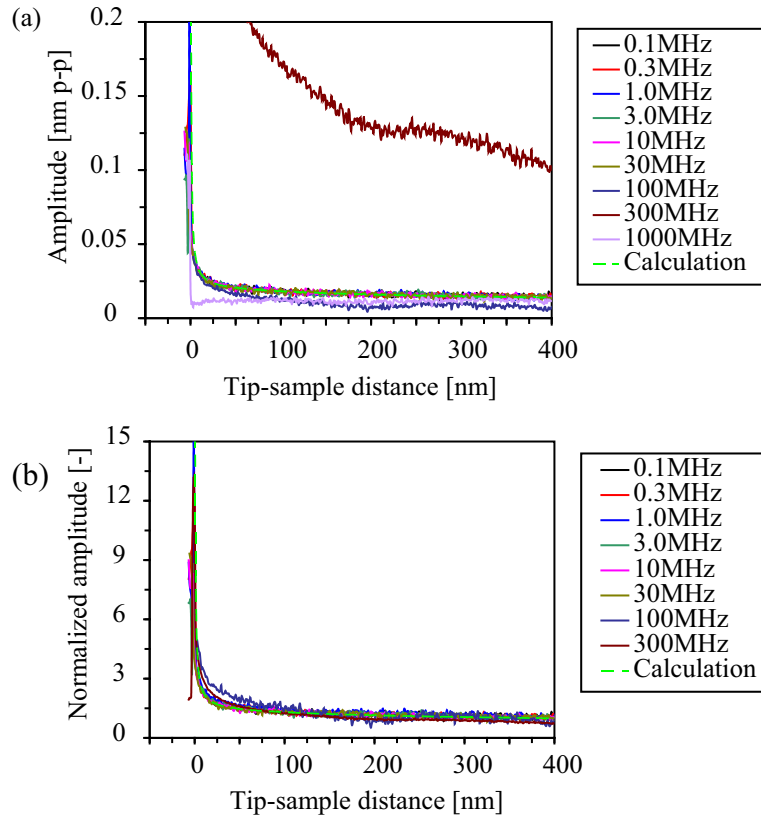 (a)
0.2
0.15
0.1
0.05
0
Amplitude [nm p-p]
0 100 200 300 400
Tip-sample distance [nm]
0.1MHz
0.3MHz
1.0MHz
3.0MHz
10MHz
30MHz
100MHz
300MHz
1000MHz
Calculation
(b)
15
12
9
6
3
0
Normalized amplitude [-]
0 100 200 300 400
Tip-sample distance [nm]
0.1MHz
0.3MHz
1.0MHz
3.0MHz
10MHz
30MHz
100MHz
300MHz
Calculation